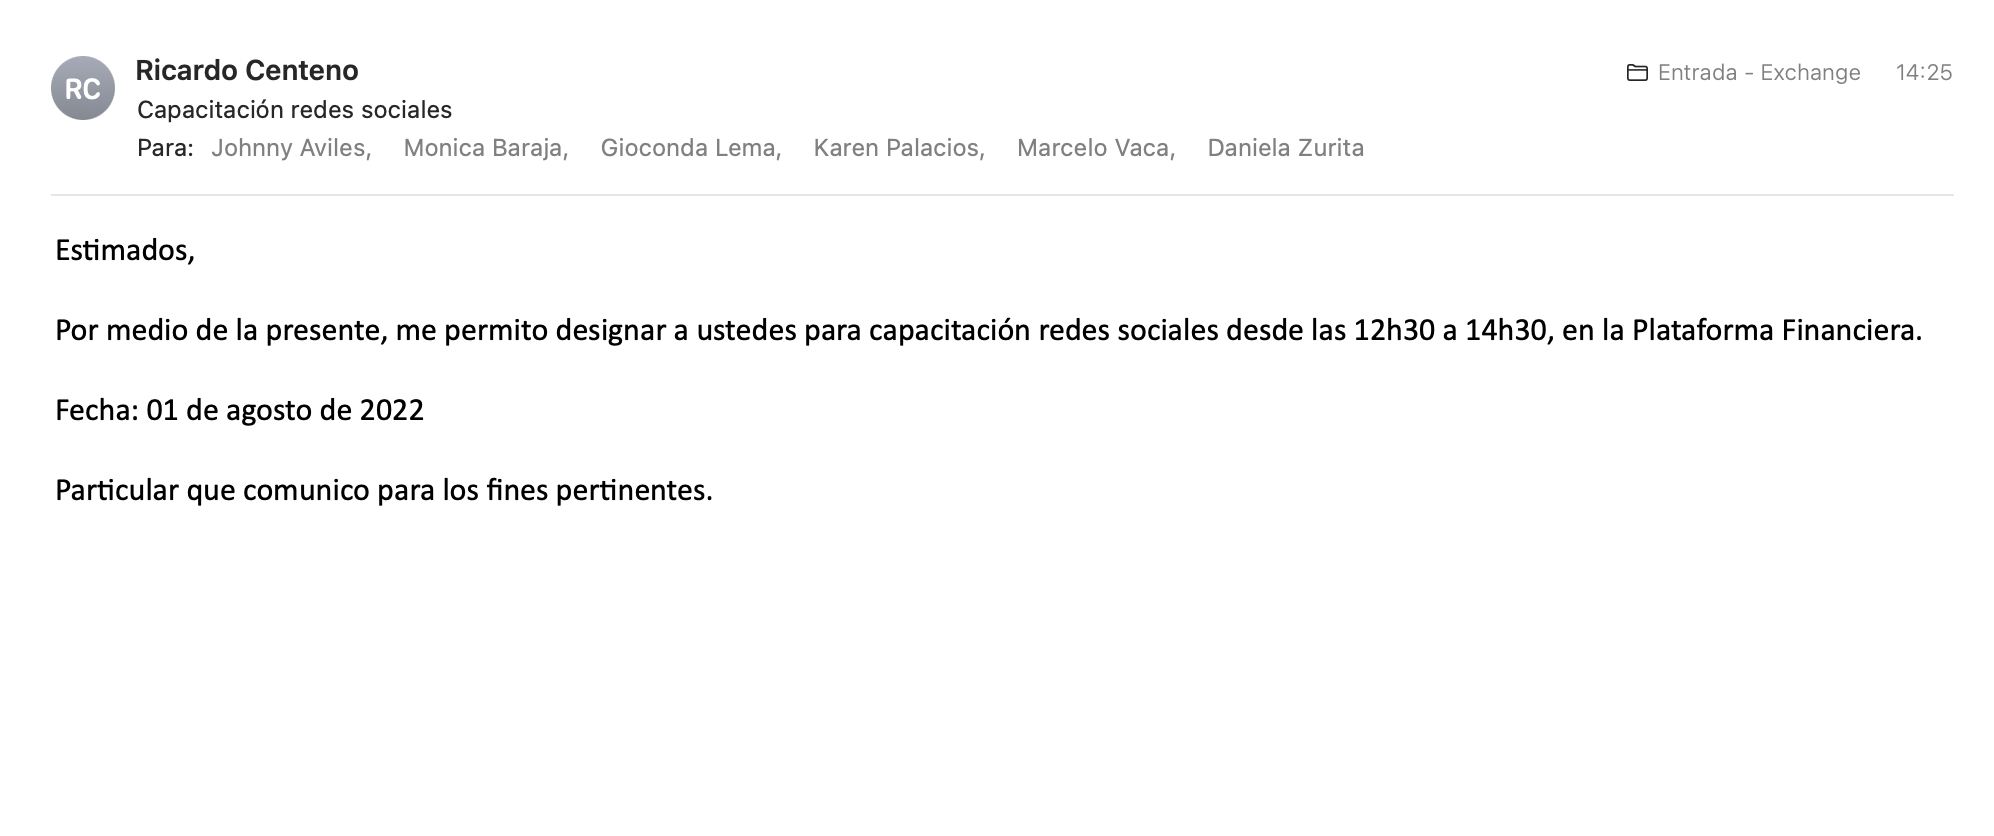 RC
Ricardo Centeno
Entrada - Exchange 14:25
Capacitación redes sociales
Para: Johnny Aviles, Monica Baraja, Gioconda Lema, Karen Palacios, Marcelo Vaca, Daniela Zurita
Estimados,
Por medio de la presente, me permito designar a ustedes para capacitación redes sociales desde las 12h30 a 14h30, en la Plataforma Financiera.
Fecha: 01 de agosto de 2022
Particular que comunico para los fines pertinentes.